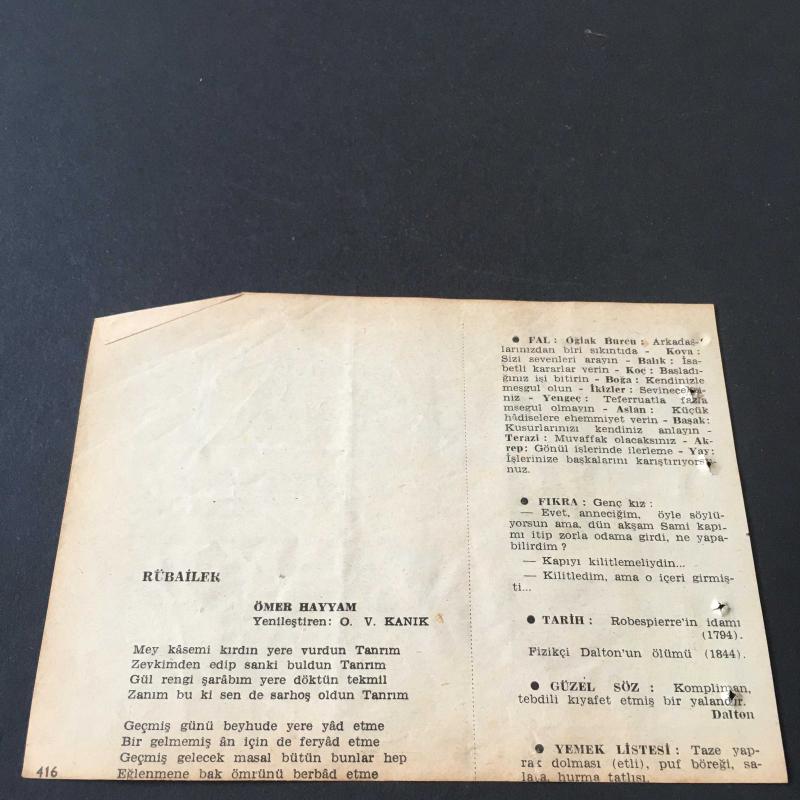 RÜBAİLER
ÖMER HAYYAM
Yenileştiren: O. V. KANIK
Mey kâsemi kırdın yere vurdun Tanrım
Zevkimden edip sanki buldun Tanrım
Gül rengi şarâbım yere döktün tekmil
Zanım bu ki sen de sarhoş oldun Tanrım
Geçmiş günü beyhude yere yâd etme
Bir gelmemiş ân için de feryâd etme
Geçmiş gelecek masal bütün bunlar hep
Eğlenmene bak ömrünü berbâd etme
416
● FAL : Oğlak Burcu : Arkadaş-
larınızdan biri sıkıntıda - Kova :
Sizi sevenleri arayın - Balık : İsa-
betli kararlar verin - Koç : Başladı-
ğınız işi bitirin - Boğa : Kendinizle
mesgul olun - İkizler : Sevineceksi-
niz - Yengeç : Teferruatla fazla
msegul olmayın - Aslan : Küçük
hâdiselere ehemmiyet verin - Başak:
Kusurlarınızı kendiniz anlayın -
Terazi : Muvaffak olacaksınız - Ak-
rep: Gönül işlerinde ilerleme - Yay:
İşlerinize başkalarını karıştırıyorsu-
nuz.
● FIKRA : Genç kız :
— Evet, anneciğim, öyle söylü-
yorsun ama, dün akşam Sami kapı-
mı itip zorla odama girdi, ne yapa-
bilirdim ?
— Kapıyı kilitlemeliydin...
— Kilitledim, ama o içeri girmiş-
ti...
● TARİH : Robespierre'in idamı
(1794).
Fizikçi Dalton'un ölümü (1844).
● GÜZEL SÖZ : Kompliman,
tebdili kıyafet etmiş bir yalandır.
Dalton
● YEMEK LİSTESİ : Taze yap-
rak dolması (etli), puf böreği, sa-
lata, hurma tatlısı.